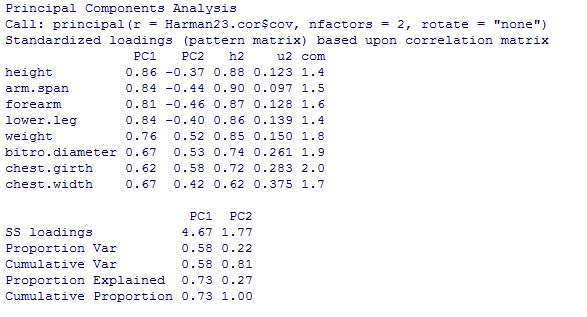 Principal Components Analysis
Call: principal(r = Harman23.cor$cov, nfactors = 2, rotate = "none")
Standardized loadings (pattern matrix) based upon correlation matrix
PC1 PC2 h2 u2 com
height 0.86 -0.37 0.88 0.123 1.4
arm.span 0.84 -0.44 0.90 0.097 1.5
forearm 0.81 -0.46 0.87 0.128 1.6
lower.leg 0.84 -0.40 0.86 0.139 1.4
weight 0.76 0.52 0.85 0.150 1.8
bitro.diameter 0.67 0.53 0.74 0.261 1.9
chest.girth 0.62 0.58 0.72 0.283 2.0
chest.width 0.67 0.42 0.62 0.375 1.7
PC1 PC2
SS loadings 4.67 1.77
Proportion Var 0.58 0.22
Cumulative Var 0.58 0.81
Proportion Explained 0.73 0.27
Cumulative Proportion 0.73 1.00